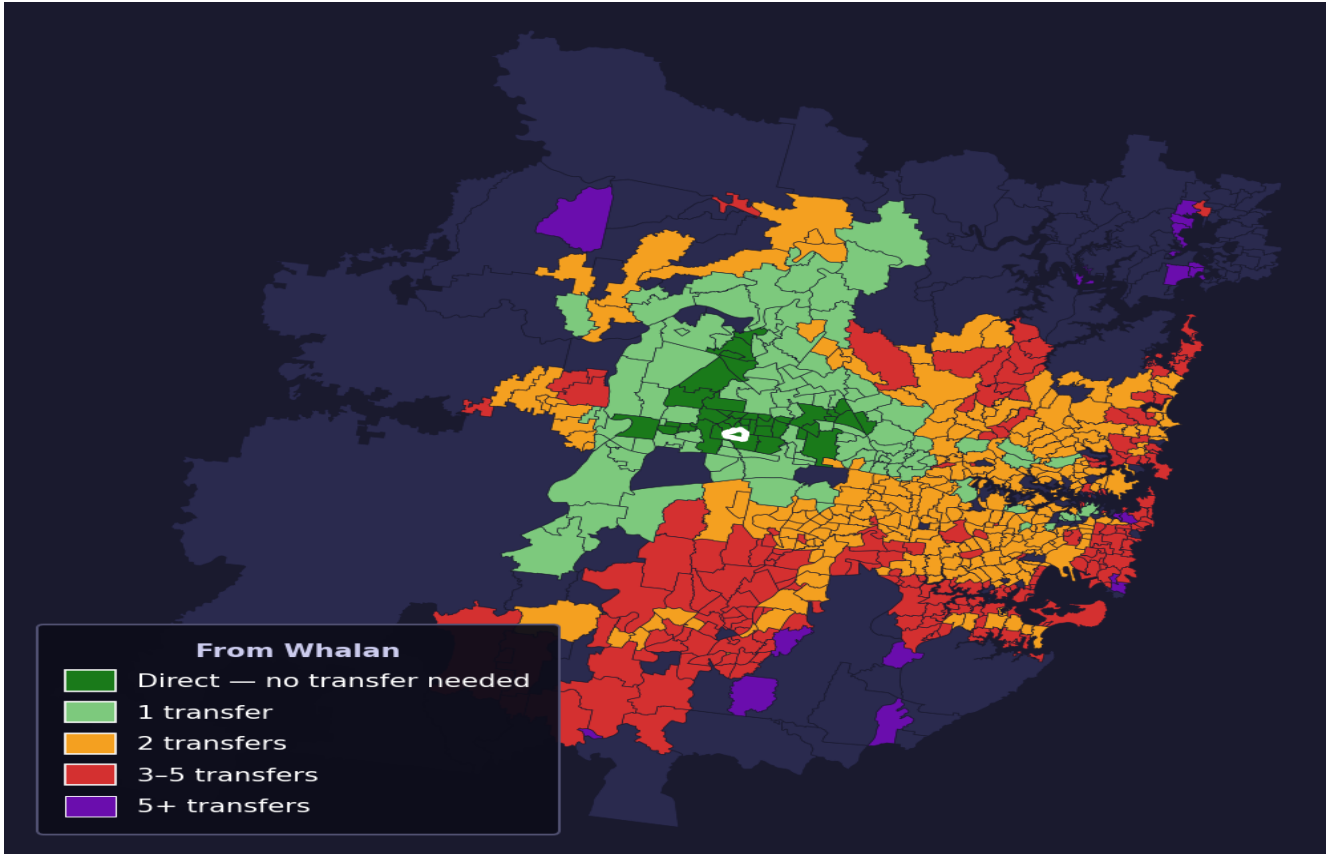 From Whalan
Direct — no transfer needed
1 transfer
2 transfers
3–5 transfers
5+ transfers